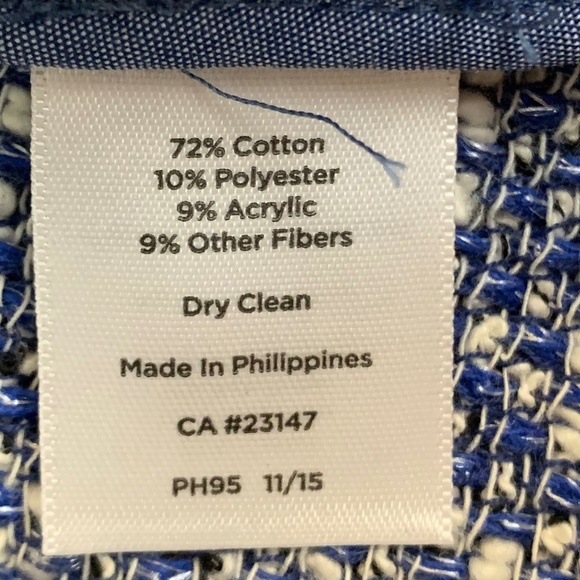 72% Cotton
10% Polyester
9% Acrylic
9% Other Fibers
Dry Clean
Made In Philippines
CA #23147
PH95 11/15